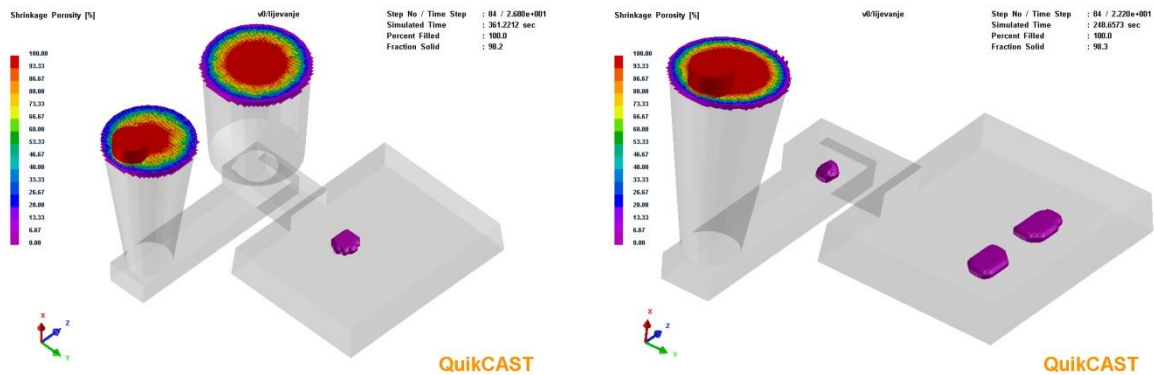 Shrinkage Porosity [%]
v0/lijevanje
Step No / Time Step : 84 / 2.680e+001
Simulated Time : 361.2212 sec
Percent Filled : 100.0
Fraction Solid : 98.2
100.00
93.33
86.67
80.00
73.33
66.67
60.00
53.33
46.67
40.00
33.33
26.67
20.00
13.33
6.67
0.00
X
Z
Y
QuikCAST
Shrinkage Porosity [%]
v0/lijevanje
Step No / Time Step : 84 / 2.220e+001
Simulated Time : 248.6573 sec
Percent Filled : 100.0
Fraction Solid : 98.3
100.00
93.33
86.67
80.00
73.33
66.67
60.00
53.33
46.67
40.00
33.33
26.67
20.00
13.33
6.67
0.00
X
Z
Y
QuikCAST